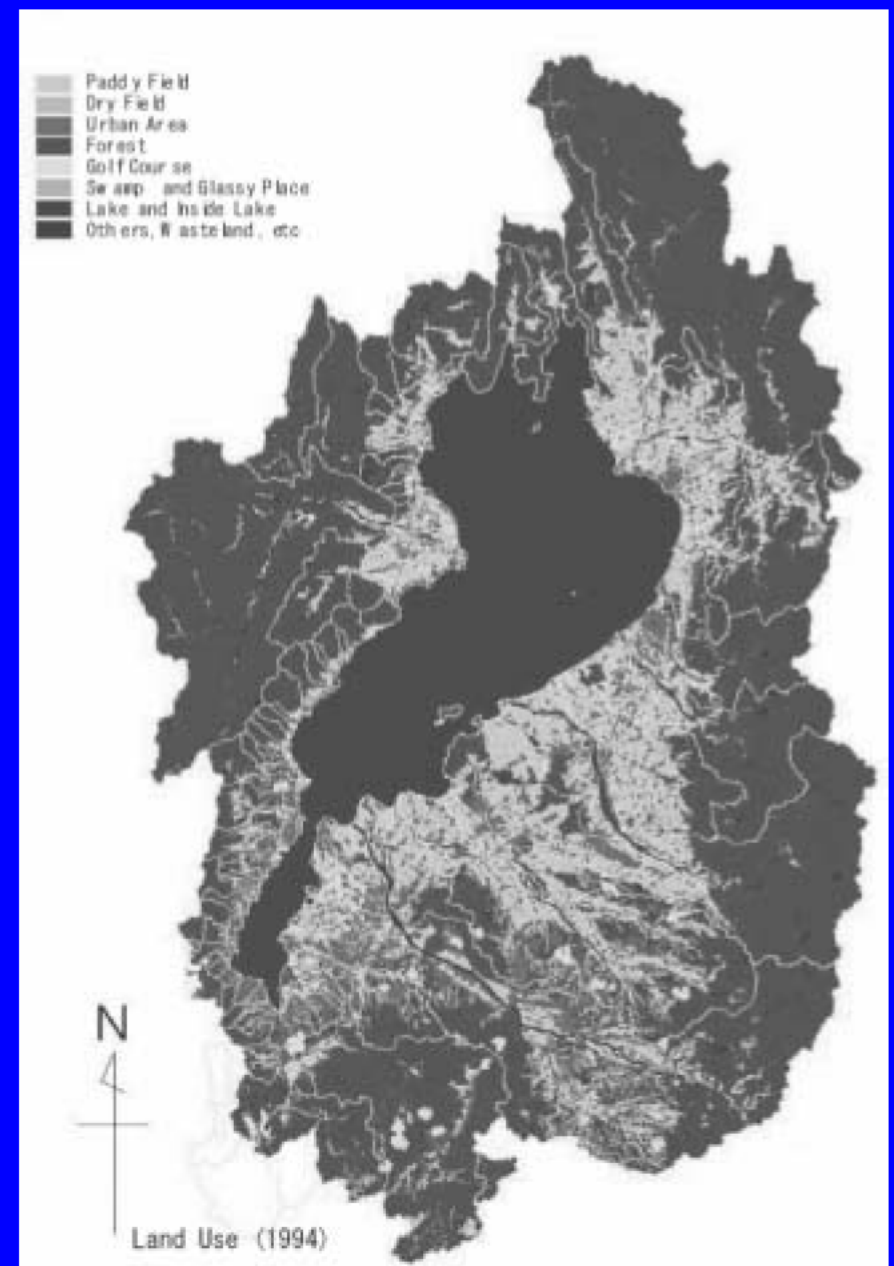 Paddy Field
Dry Field
Urban Area
Forest
Golf Course
Swamp and Glassy Place
Lake and Inside Lake
Others, Wasteland, etc
N
Land Use (1994)